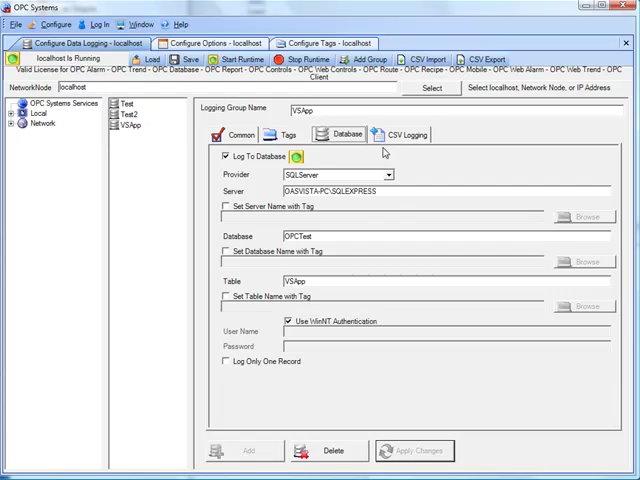 OPC Systems
File Configure Log In Window Help
Configure Data Logging - localhost Configure Options - localhost Configure Tags - localhost
localhost Is Running Load Save Start Runtime Stop Runtime Add Group CSV Import CSV Export
Valid License for OPC Alarm - OPC Trend - OPC Database - OPC Report - OPC Controls - OPC Web Controls - OPC Route - OPC Recipe - OPC Mobile - OPC Web Alarm - OPC Web Trend - OPC Client
NetworkNode localhost Select Select localhost, Network Node, or IP Address
OPC Systems Services
Local
Network
Test
Test2
VSApp
Logging Group Name VSApp
Common Tags Database CSV Logging
Log To Database
Provider SQLServer
Server OASVISTA-PC\SQLEXPRESS
Set Server Name with Tag
Browse
Database OPCTest
Set Database Name with Tag
Browse
Table VSApp
Set Table Name with Tag
Browse
Use WinNT Authentication
User Name
Password
Log Only One Record
Add Delete Apply Changes